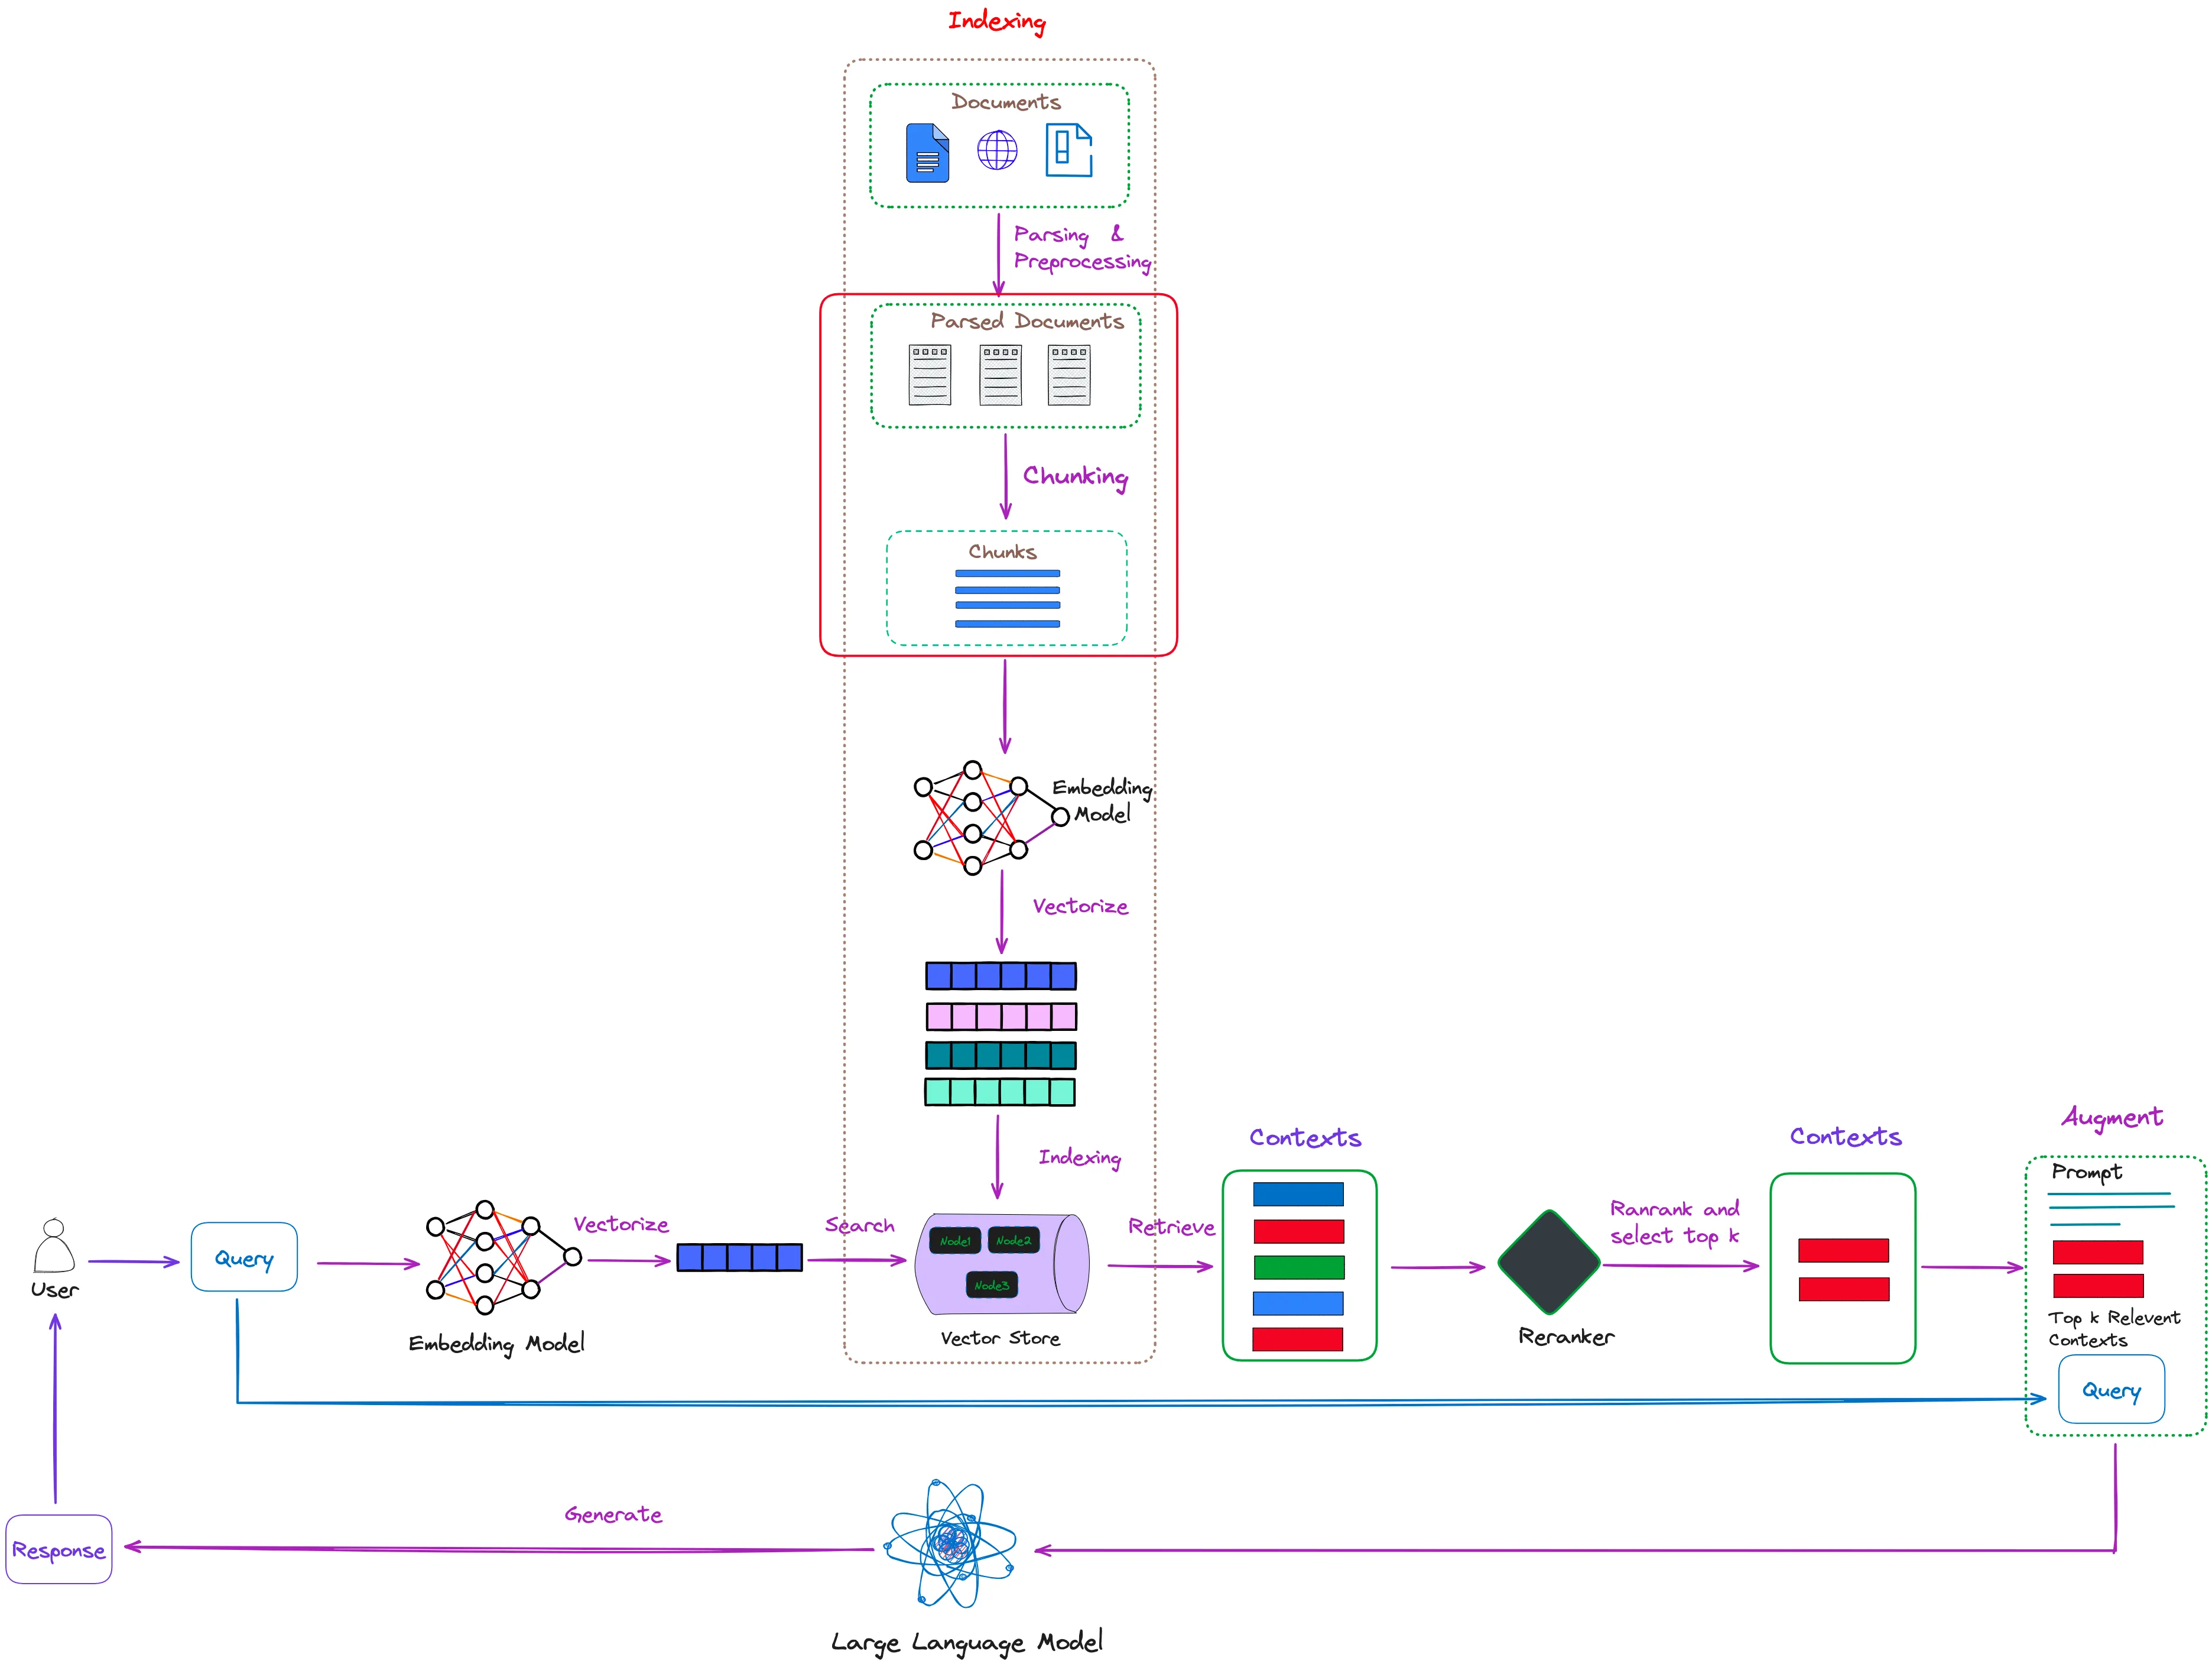 Indexing
Documents
Parsing &
Preprocessing
Parsed Documents
Chunking
Chunks
Embedding
Model
Vectorize
Indexing
User
Query
Embedding Model
Vectorize
Search
Node1
Node2
Node3
Vector Store
Retrieve
Contexts
Reranker
Ranrank and
select top k
Contexts
Augment
Prompt
Top k Relevent
Contexts
Query
Generate
Response
Large Language Model